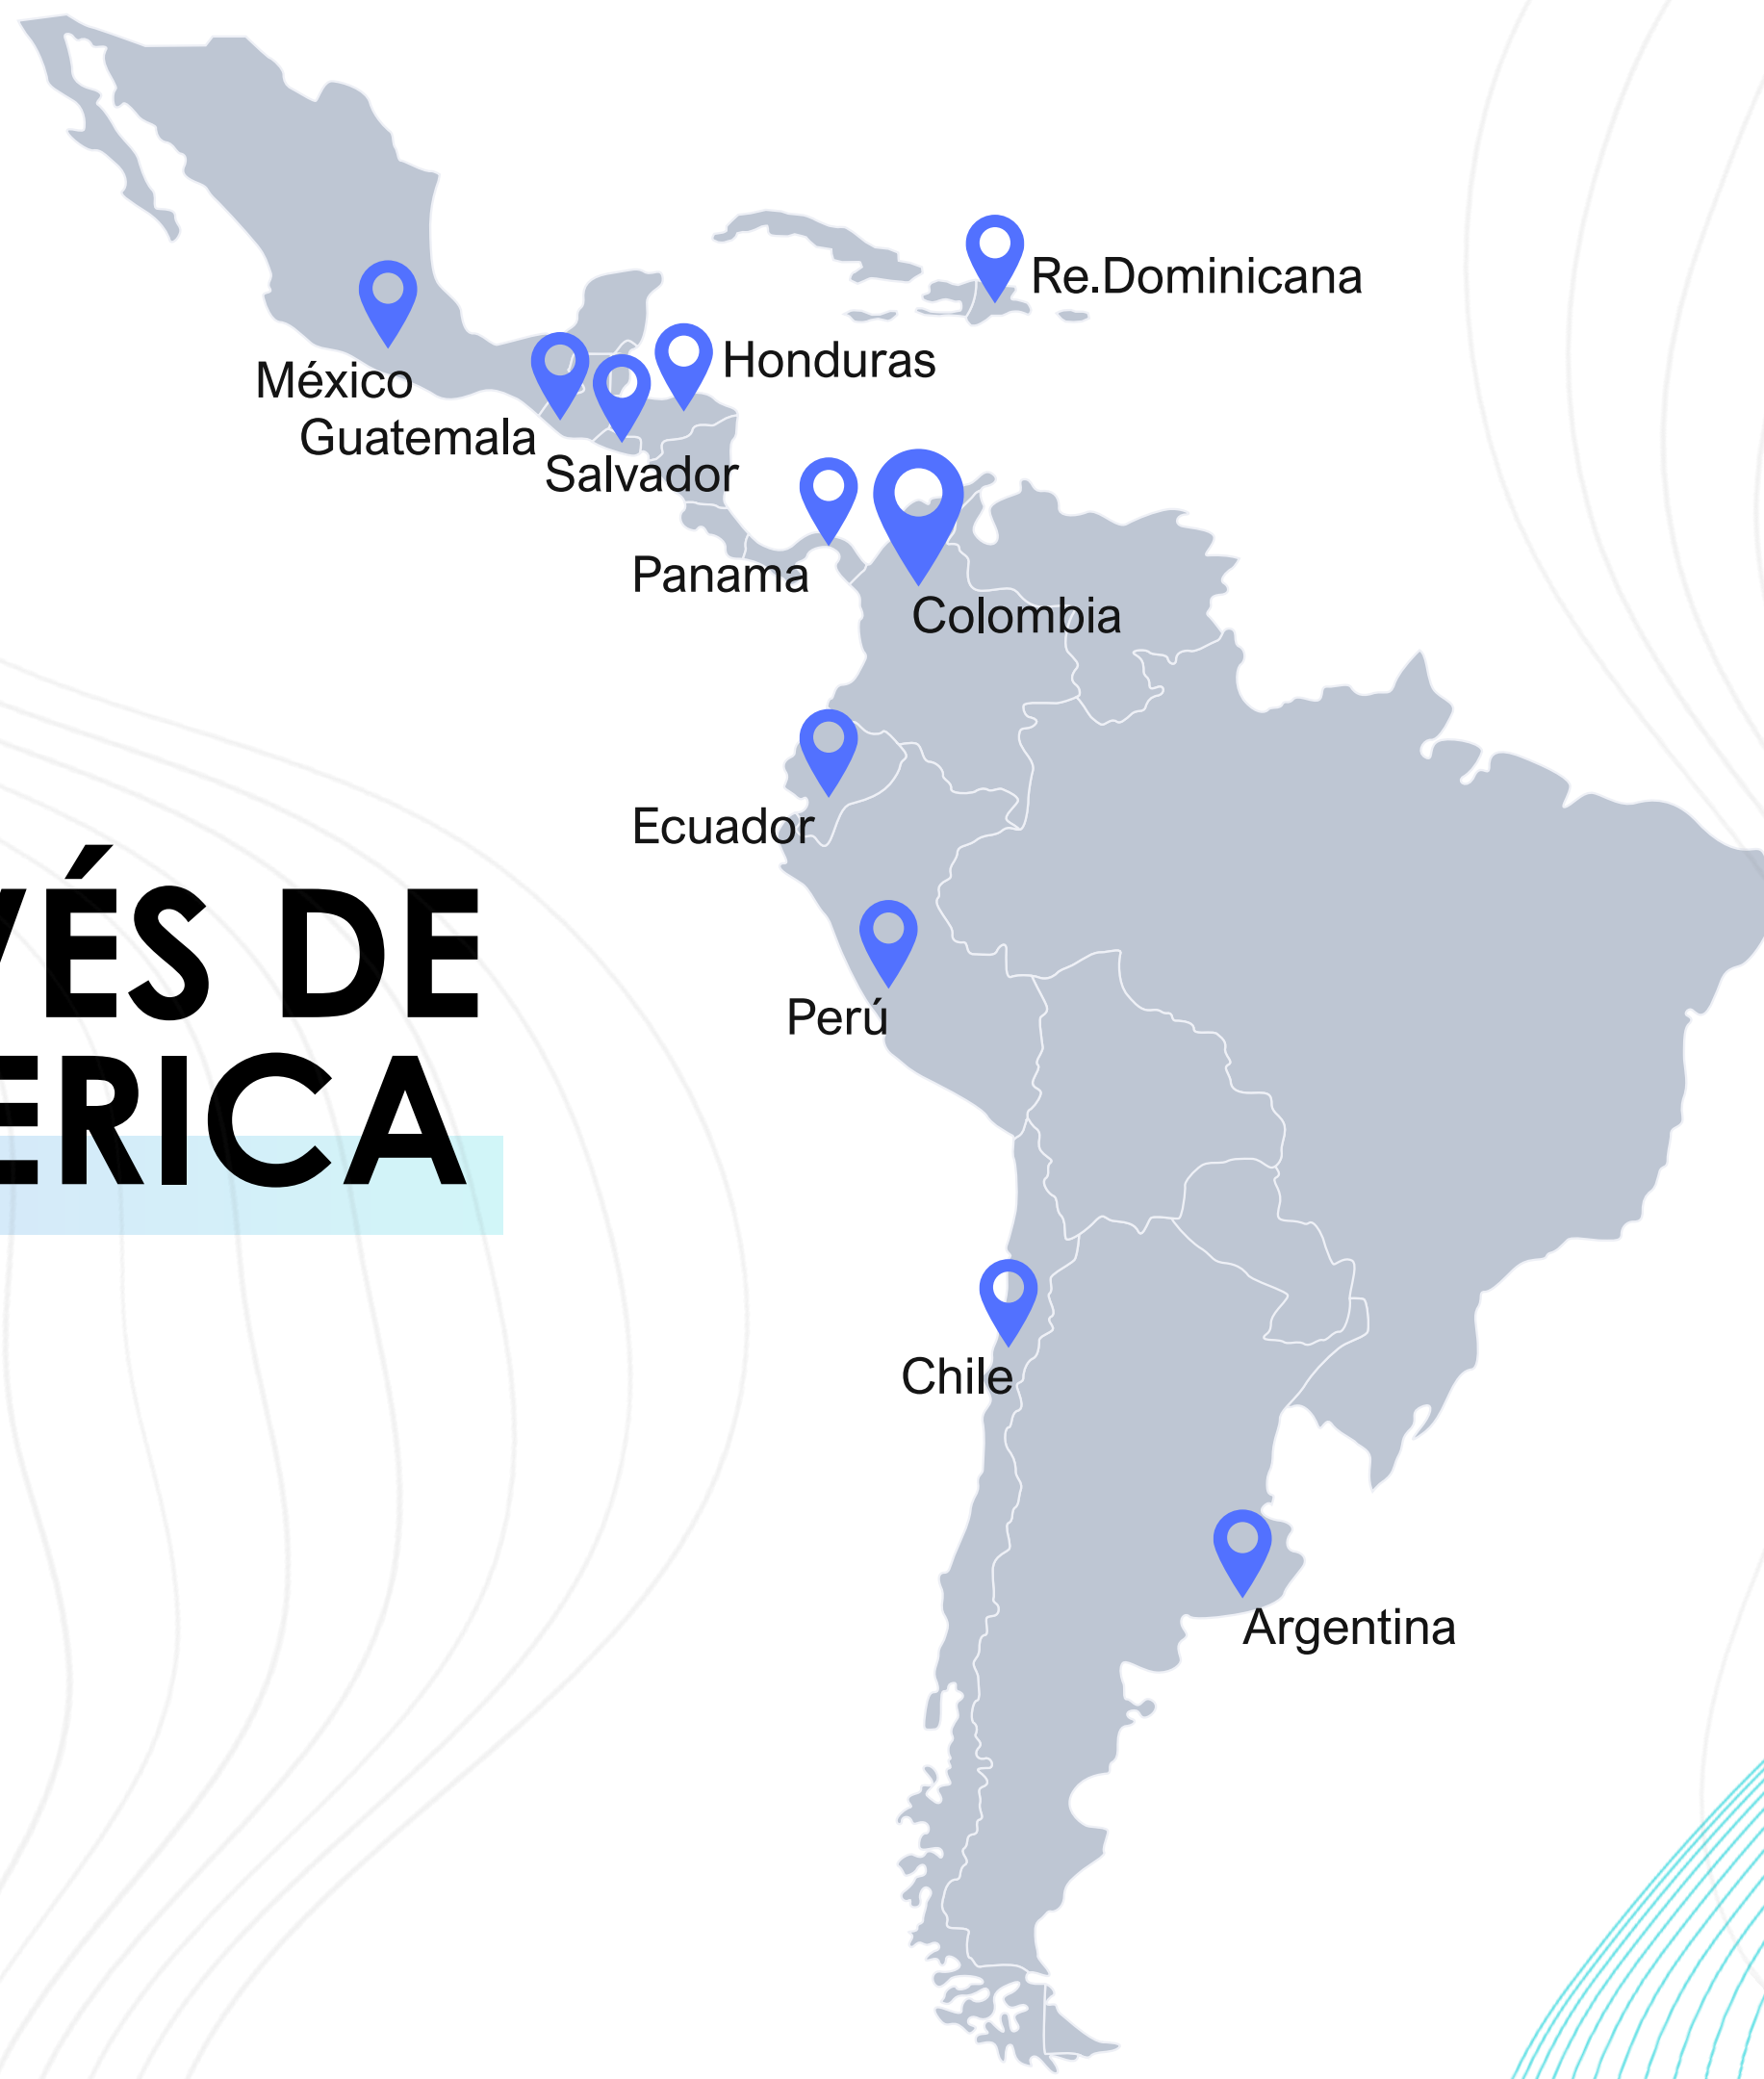 Re.Dominicana
México
Honduras
Guatemala
Salvador
Panama
Colombia
Ecuador
VÉS DE
ERICA
Perú
Chile
Argentina